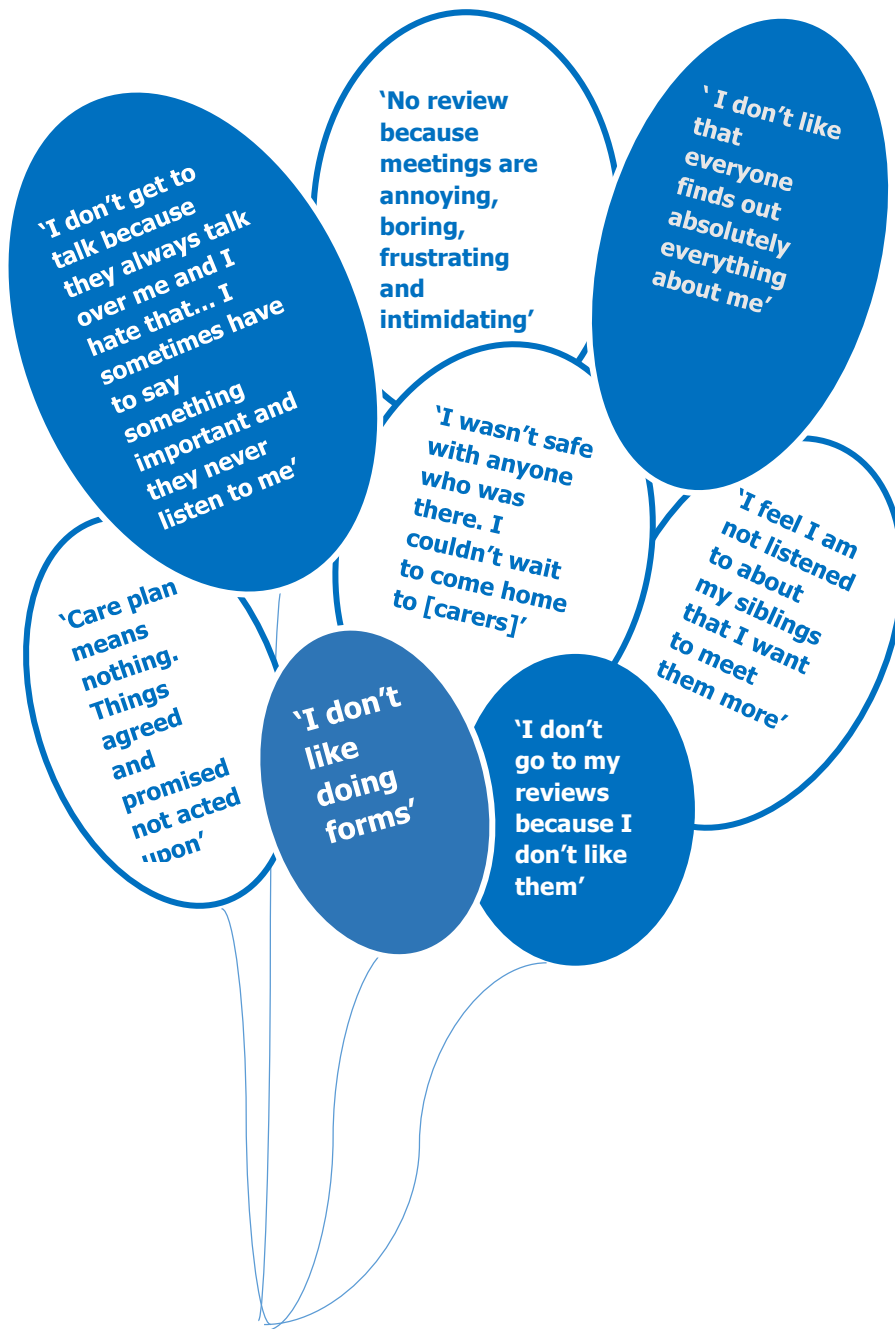 ‘I don’t get to
talk because
they always talk
over me and I
hate that... I
sometimes have
to say
something
important and
they never
listen to me’
‘No review
because
meetings are
annoying,
boring,
frustrating
and
intimidating’
‘ I don’t like
that
everyone
finds out
absolutely
everything
about me’
‘I wasn’t safe
with anyone
who was
there. I
couldn’t wait
to come home
to [carers]’
‘I feel I am
not listened
to about
my siblings
that I want
to meet
them more’
‘Care plan
means
nothing.
Things
agreed
and
promised
not acted
upon’
‘I don’t
like
doing
forms’
‘I don’t
go to my
reviews
because I
don’t like
them’